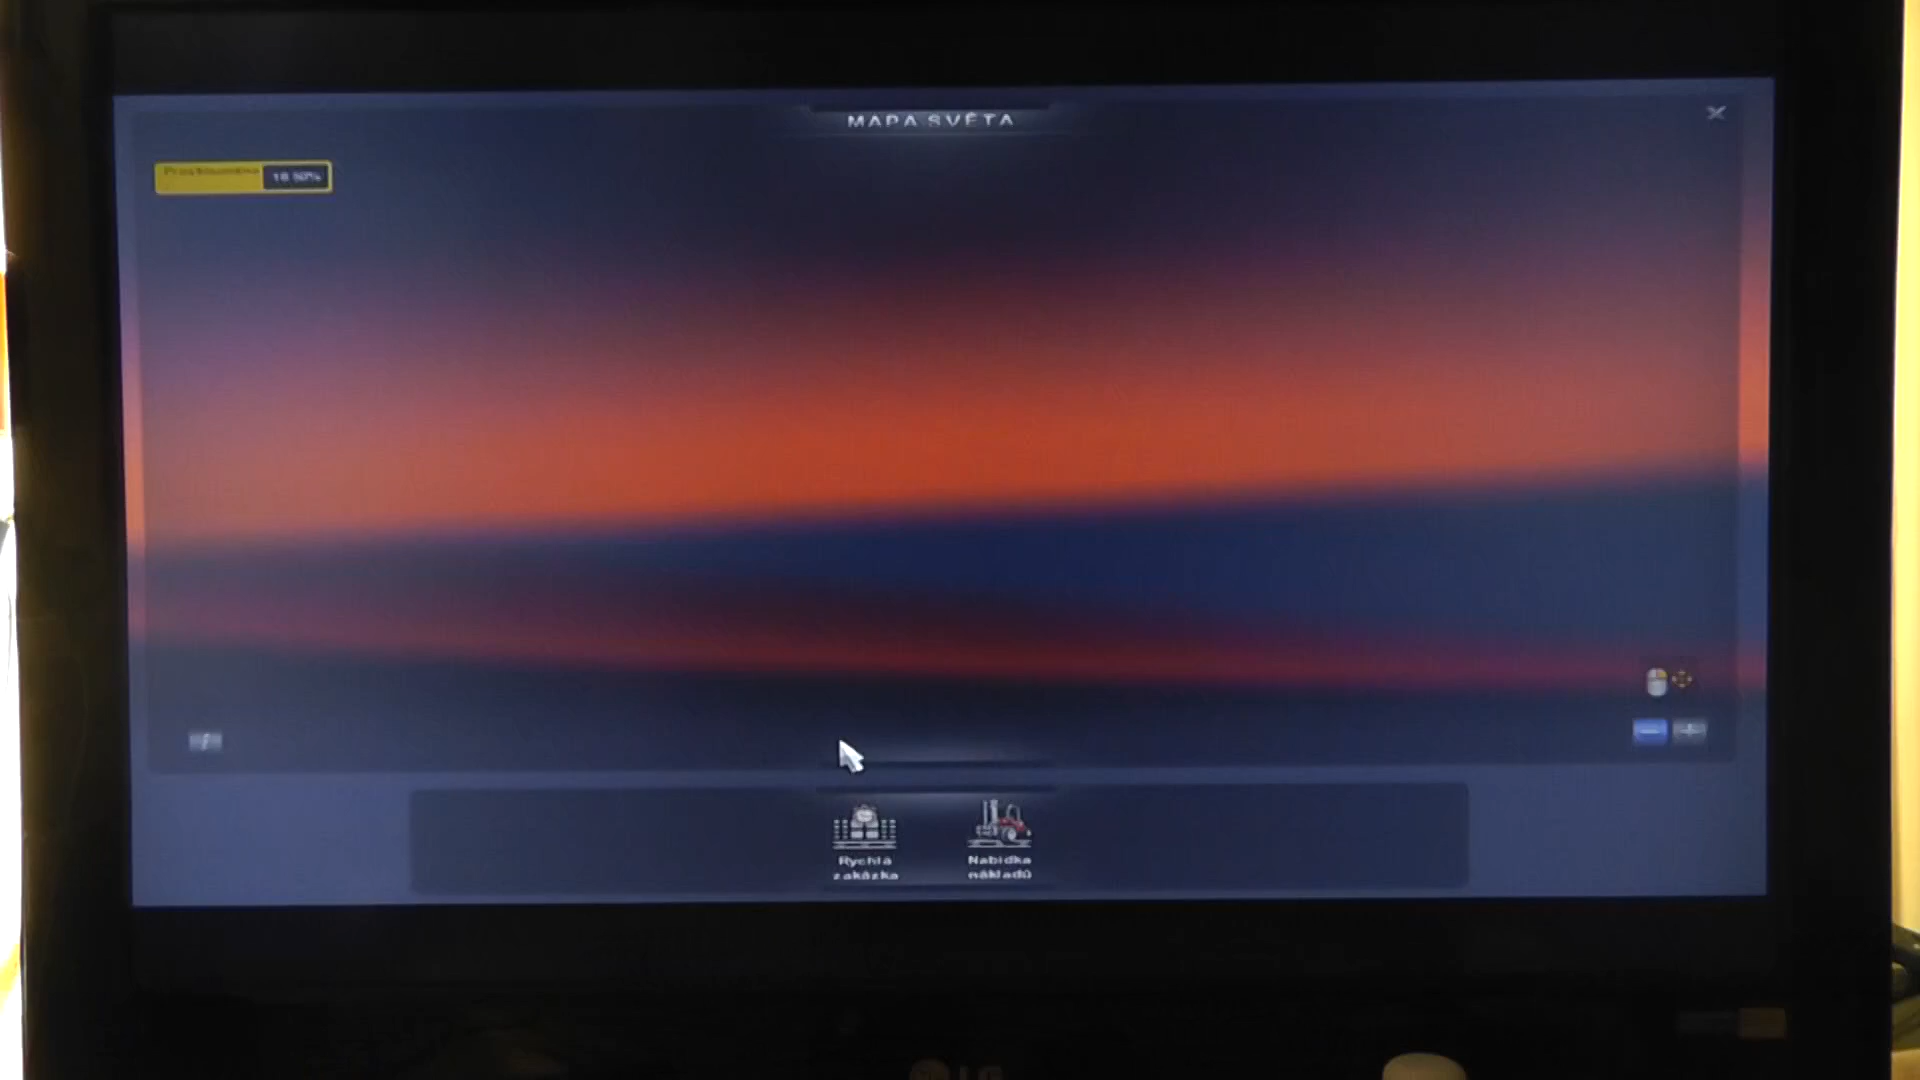 MAPA SVĚTA
Rychlá
zakázka
Nabídka
nákladů
LG